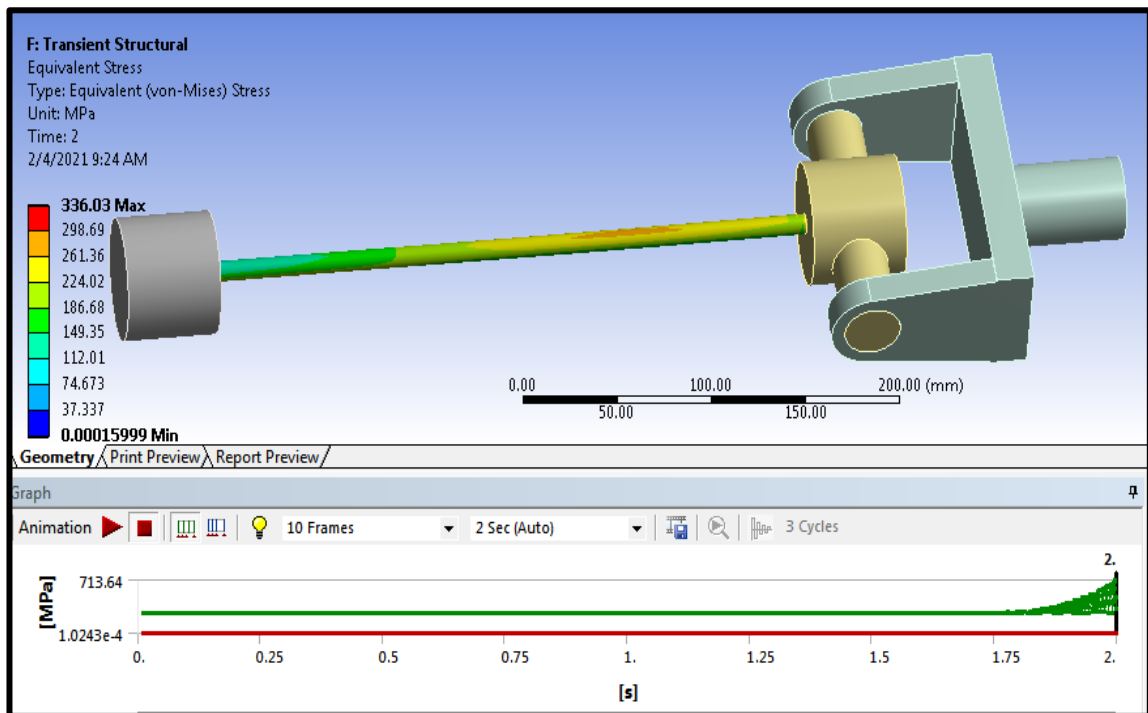 F: Transient Structural
Equivalent Stress
Type: Equivalent (von-Mises) Stress
Unit: MPa
Time: 2
2/4/2021 9:24 AM
336.03 Max
298.69
261.36
224.02
186.68
149.35
112.01
74.673
37.337
0.00015999 Min
0.00 100.00 200.00 (mm)
50.00 150.00
Geometry Print Preview Report Preview
Graph
Animation 10 Frames 2 Sec (Auto) 3 Cycles
2.
713.64
[MPa]
1.0243e-4
0. 0.25 0.5 0.75 1. 1.25 1.5 1.75 2.
[s]